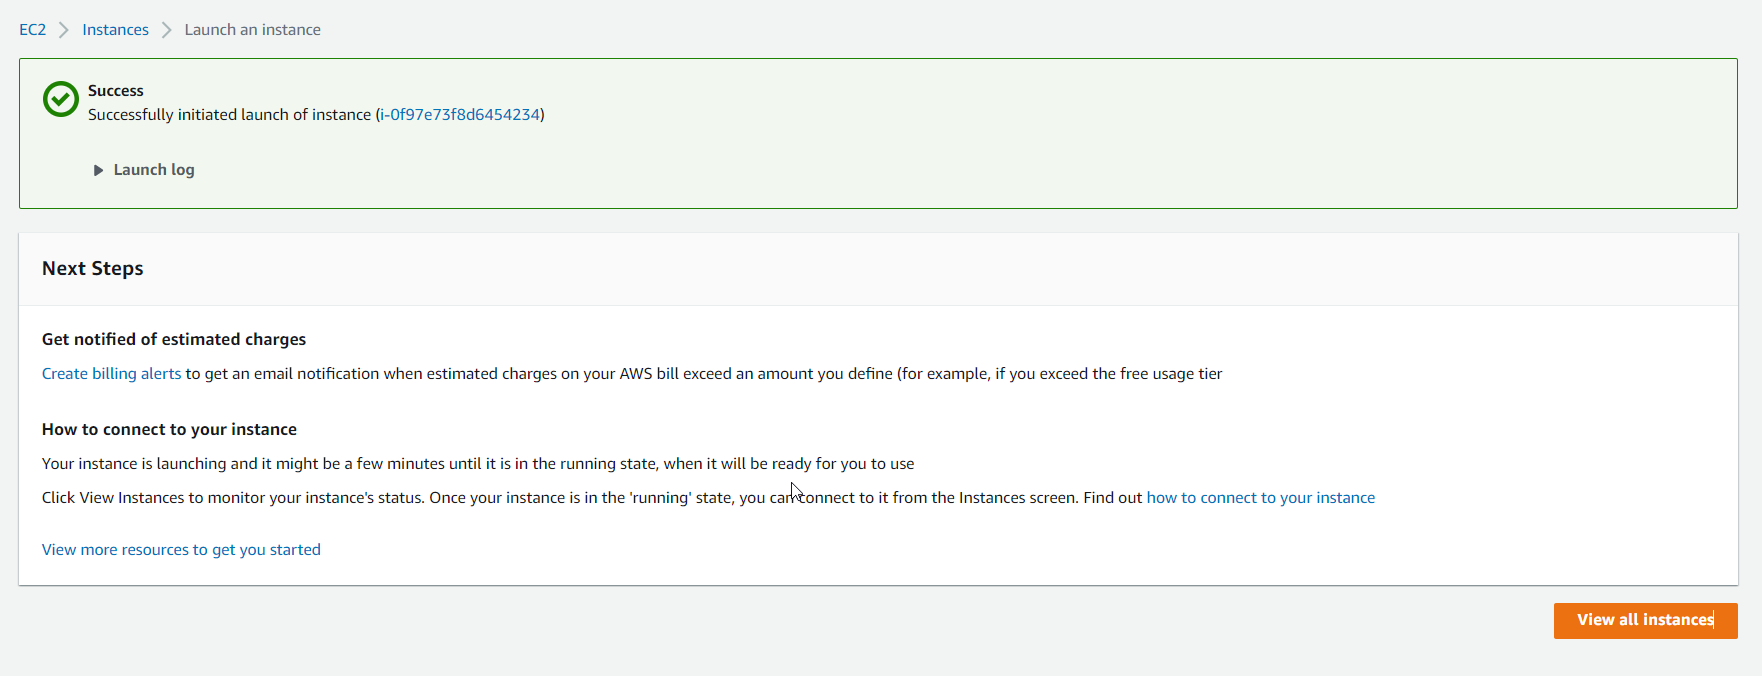 EC2 Instances Launch an instance
Success
Successfully initiated launch of instance (i-0f97e73f8d6454234)
Launch log
Next Steps
Get notified of estimated charges
Create billing alerts to get an email notification when estimated charges on your AWS bill exceed an amount you define (for example, if you exceed the free usage tier
How to connect to your instance
Your instance is launching and it might be a few minutes until it is in the running state, when it will be ready for you to use
Click View Instances to monitor your instance's status. Once your instance is in the 'running' state, you can connect to it from the Instances screen. Find out how to connect to your instance
View more resources to get you started
View all instances